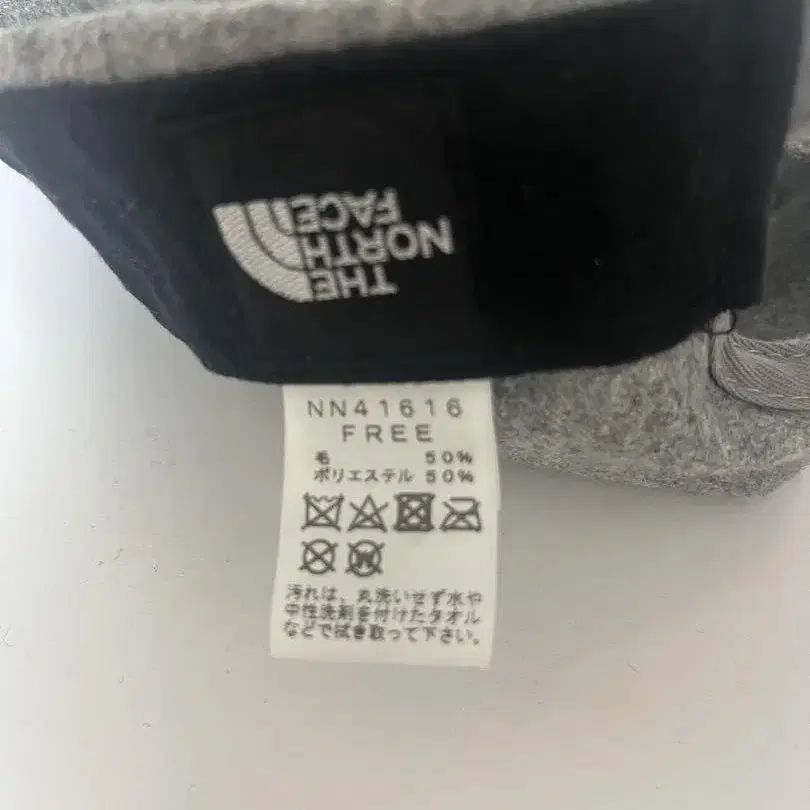 THE
NORTH
FACE
NN41616
FREE
毛 50%
ポリエステル 50%
W
汚れは、丸洗いせず水や
中性洗剤を付けたタオル
などで拭き取って下さい。